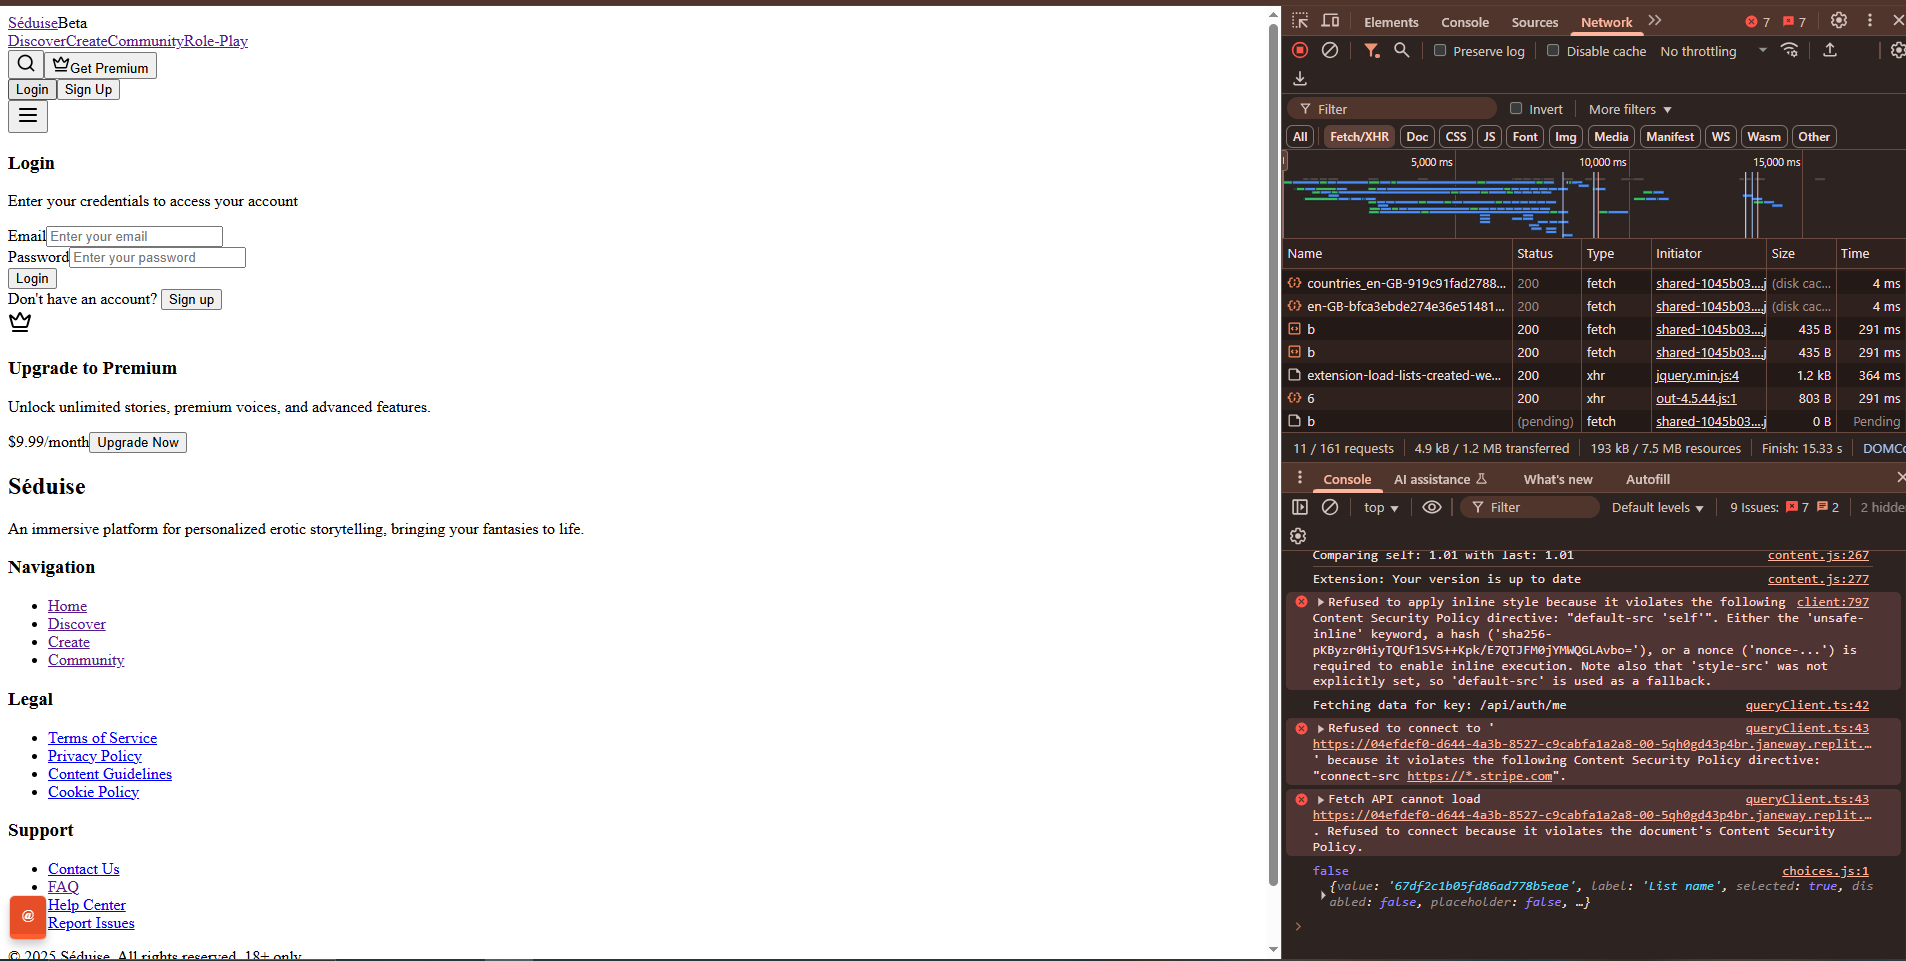 SéduiseBeta
DiscoverCreateCommunityRole-Play
Get Premium
Login Sign Up
Login
Enter your credentials to access your account
Email Enter your email
Password Enter your password
Login
Don't have an account? Sign up
Upgrade to Premium
Unlock unlimited stories, premium voices, and advanced features.
$9.99/month Upgrade Now
Séduise
An immersive platform for personalized erotic storytelling, bringing your fantasies to life.
Navigation
Home
Discover
Create
Community
Legal
Terms of Service
Privacy Policy
Content Guidelines
Cookie Policy
Support
Contact Us
FAQ
Help Center
Report Issues
@
© 2025 Séduise. All rights reserved. 18+ only
Elements Console Sources Network 7 7
Preserve log Disable cache No throttling
Filter Invert More filters
All Fetch/XHR Doc CSS JS Font Img Media Manifest WS Wasm Other
5,000 ms 10,000 ms 15,000 ms
Name Status Type Initiator Size Time
countries_en-GB-919c91fad2788... 200 fetch shared-1045b03....j (disk cac... 4 ms
en-GB-bfca3ebde274e36e51481... 200 fetch shared-1045b03....j (disk cac... 4 ms
b 200 fetch shared-1045b03....j 435 B 291 ms
b 200 fetch shared-1045b03....j 435 B 291 ms
extension-load-lists-created-we... 200 xhr jquery.min.js:4 1.2 kB 364 ms
6 200 xhr out-4.5.44.js:1 803 B 291 ms
b (pending) fetch shared-1045b03....j 0 B Pending
11 / 161 requests 4.9 kB / 1.2 MB transferred 193 kB / 7.5 MB resources Finish: 15.33 s DOMCo
Console AI assistance What's new Autofill
top Filter Default levels 9 Issues: 7 2 2 hidde
Comparing self: 1.01 with last: 1.01 content.js:267
Extension: Your version is up to date content.js:277
Refused to apply inline style because it violates the following client:797
Content Security Policy directive: "default-src 'self'". Either the 'unsafe-
inline' keyword, a hash ('sha256-
pKByzr0HiyTQUf1SVS++Kpk/E7QTJFM0jYMWQGLAvbo='), or a nonce ('nonce-...') is
required to enable inline execution. Note also that 'style-src' was not
explicitly set, so 'default-src' is used as a fallback.
Fetching data for key: /api/auth/me queryClient.ts:42
Refused to connect to ' queryClient.ts:43
https://04efdef0-d644-4a3b-8527-c9cabfa1a2a8-00-5qh0gd43p4br.janeway.replit.…
' because it violates the following Content Security Policy directive:
"connect-src https://*.stripe.com".
Fetch API cannot load queryClient.ts:43
https://04efdef0-d644-4a3b-8527-c9cabfa1a2a8-00-5qh0gd43p4br.janeway.replit.…
. Refused to connect because it violates the document's Content Security
Policy.
false choices.js:1
{value: '67df2c1b05fd86ad778b5eae', label: 'List name', selected: true, dis
abled: false, placeholder: false, …}